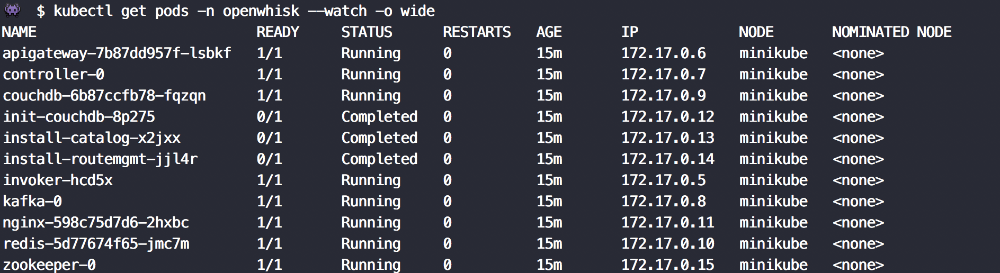 $ kubectl get pods -n openwhisk --watch -o wide
NAME READY STATUS RESTARTS AGE IP NODE NOMINATED NODE
apigateway-7b87dd957f-lsbkf 1/1 Running 0 15m 172.17.0.6 minikube <none>
controller-0 1/1 Running 0 15m 172.17.0.7 minikube <none>
couchdb-6b87ccfb78-fqzqn 1/1 Running 0 15m 172.17.0.9 minikube <none>
init-couchdb-8p275 0/1 Completed 0 15m 172.17.0.12 minikube <none>
install-catalog-x2jxx 0/1 Completed 0 15m 172.17.0.13 minikube <none>
install-routemgmt-jjl4r 0/1 Completed 0 15m 172.17.0.14 minikube <none>
invoker-hcd5x 1/1 Running 0 15m 172.17.0.5 minikube <none>
kafka-0 1/1 Running 0 15m 172.17.0.8 minikube <none>
nginx-598c75d7d6-2hxbc 1/1 Running 0 15m 172.17.0.11 minikube <none>
redis-5d77674f65-jmc7m 1/1 Running 0 15m 172.17.0.10 minikube <none>
zookeeper-0 1/1 Running 0 15m 172.17.0.15 minikube <none>